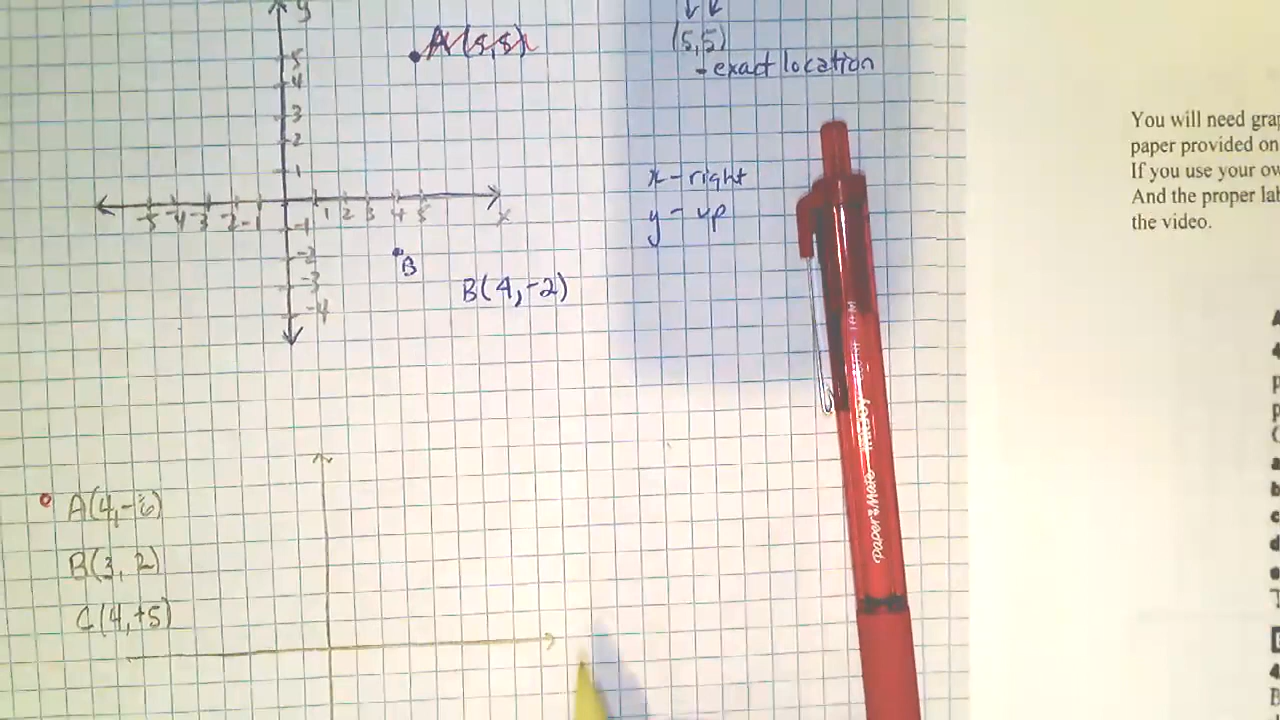 y
A(5,5)
(5,5)
- exact location
5
4
3
2
1
x - right
y - up
-5 -4 -3 -2 -1 1 2 3 4 5 x
-1
-2
-3
-4
B
B(4,-2)
A(4,-6)
B(3, 2)
C(4,+5)
PAPER:MATE INKJOY
You will need gra
paper provided on
If you use your ow
And the proper lab
the video.